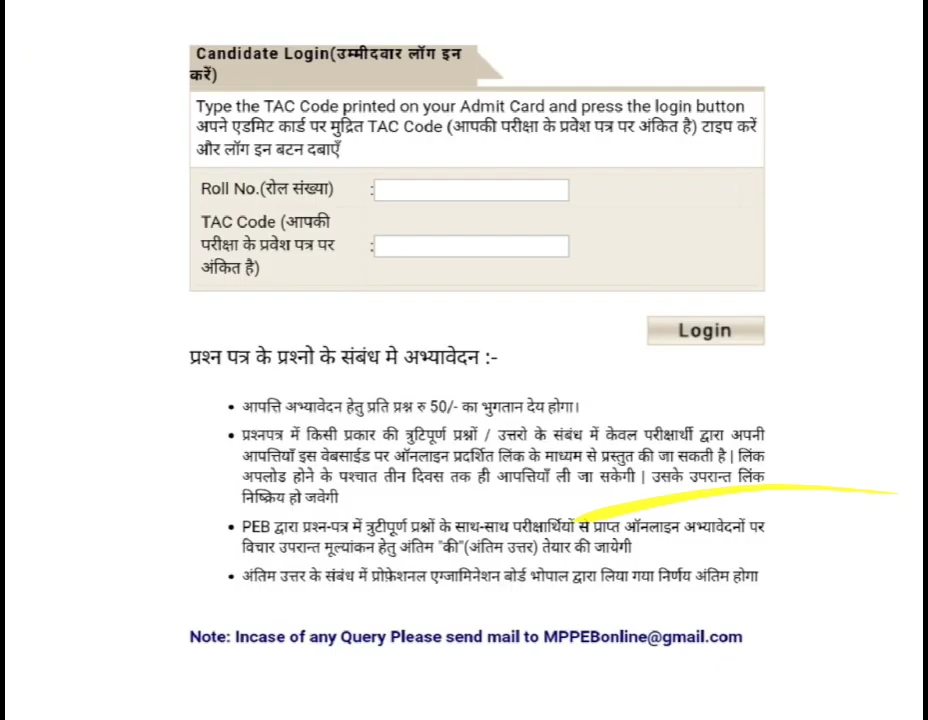 Candidate Login(उम्मीदवार लॉग इन
करें)
Type the TAC Code printed on your Admit Card and press the login button
अपने एडमिट कार्ड पर मुद्रित TAC Code (आपकी परीक्षा के प्रवेश पत्र पर अंकित है) टाइप करें
और लॉग इन बटन दबाएँ
Roll No.(रोल संख्या) :
TAC Code (आपकी
परीक्षा के प्रवेश पत्र पर :
अंकित है)
Login
प्रश्न पत्र के प्रश्नो के संबंध मे अभ्यावेदन :-
• आपत्ति अभ्यावेदन हेतु प्रति प्रश्न रु 50/- का भुगतान देय होगा।
• प्रश्नपत्र में किसी प्रकार की त्रुटिपूर्ण प्रश्नों / उत्तरो के संबंध में केवल परीक्षार्थी द्वारा अपनी
आपत्तियाँ इस वेबसाईड पर ऑनलाइन प्रदर्शित लिंक के माध्यम से प्रस्तुत की जा सकती है | लिंक
अपलोड होने के पश्चात तीन दिवस तक ही आपत्तियाँ ली जा सकेगी | उसके उपरान्त लिंक
निष्क्रिय हो जवेगी
• PEB द्वारा प्रश्न-पत्र में त्रुटीपूर्ण प्रश्नों के साथ-साथ परीक्षार्थियों से प्राप्त ऑनलाइन अभ्यावेदनों पर
विचार उपरान्त मूल्यांकन हेतु अंतिम "की"(अंतिम उत्तर) तेयार की जायेगी
• अंतिम उत्तर के संबंध में प्रोफ़ेशनल एग्जामिनेशन बोर्ड भोपाल द्वारा लिया गया निर्णय अंतिम होगा
Note: Incase of any Query Please send mail to MPPEBonline@gmail.com